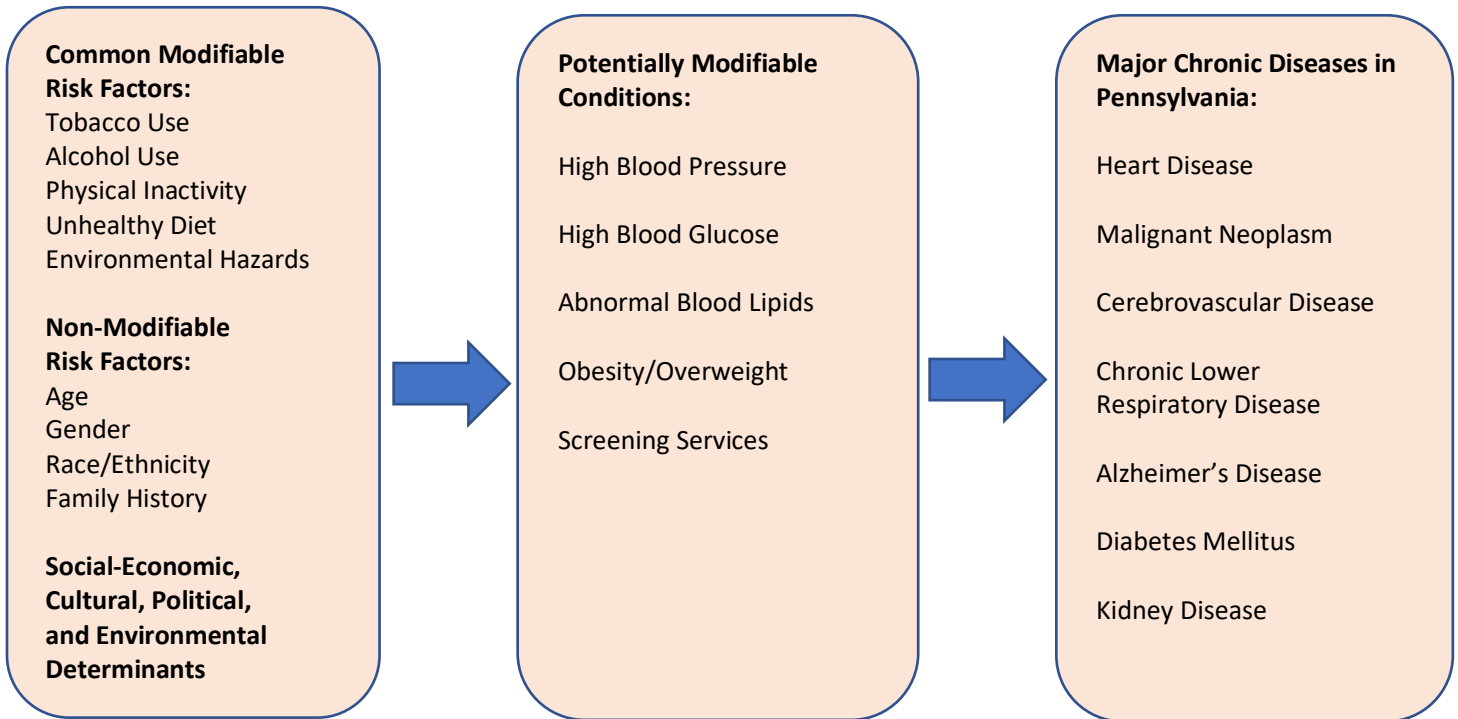 Common Modifiable
Risk Factors:
Tobacco Use
Alcohol Use
Physical Inactivity
Unhealthy Diet
Environmental Hazards
Non-Modifiable
Risk Factors:
Age
Gender
Race/Ethnicity
Family History
Social-Economic,
Cultural, Political,
and Environmental
Determinants
Potentially Modifiable
Conditions:
High Blood Pressure
High Blood Glucose
Abnormal Blood Lipids
Obesity/Overweight
Screening Services
Major Chronic Diseases in
Pennsylvania:
Heart Disease
Malignant Neoplasm
Cerebrovascular Disease
Chronic Lower
Respiratory Disease
Alzheimer’s Disease
Diabetes Mellitus
Kidney Disease